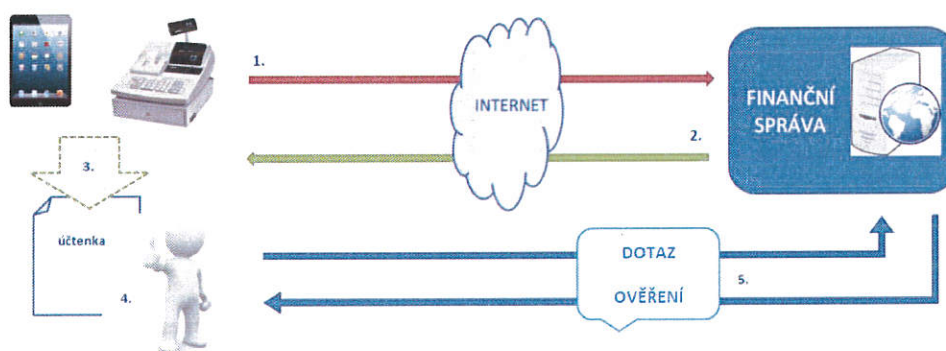 1.
INTERNET
2.
FINANČNÍ
SPRÁVA
3.
účtenka
4.
DOTAZ
OVĚŘENÍ
5.